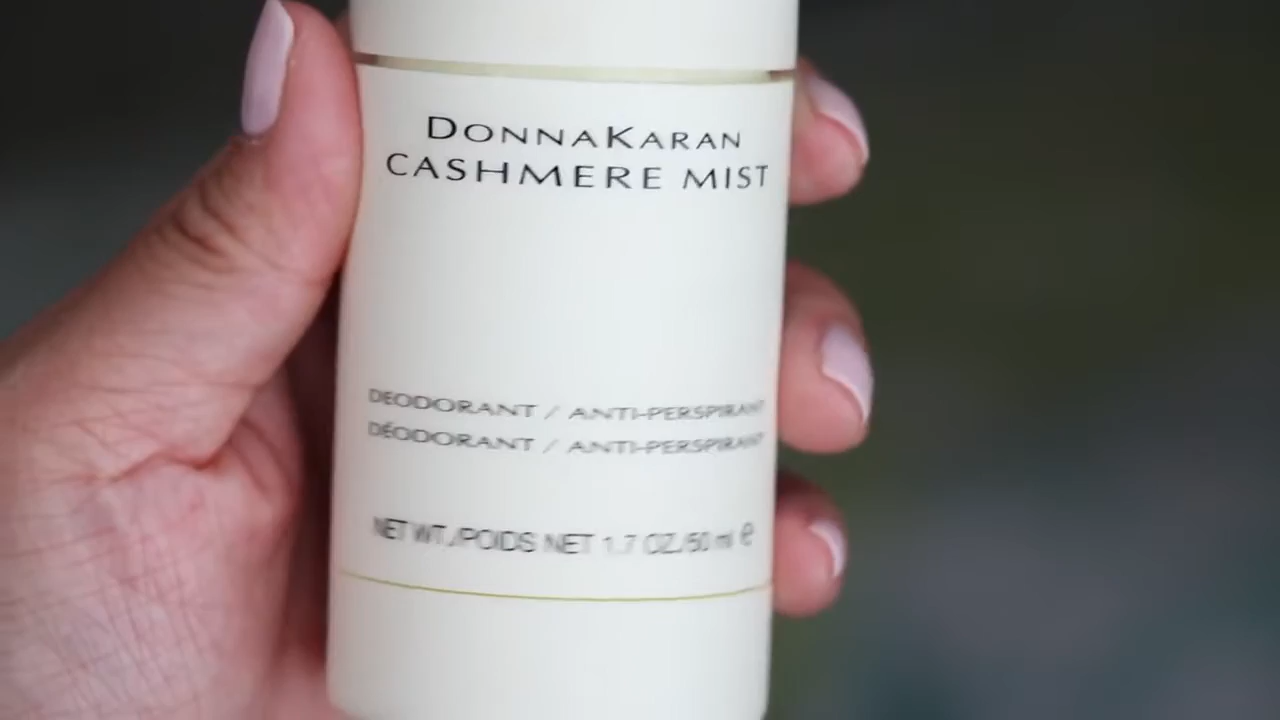 DONNAKARAN
CASHMERE MIST
DEODORANT / ANTI-PERSPIRANT
DÉODORANT / ANTI-PERSPIRANT
NET WT./POIDS NET 1.7 OZ./50 ml ℮